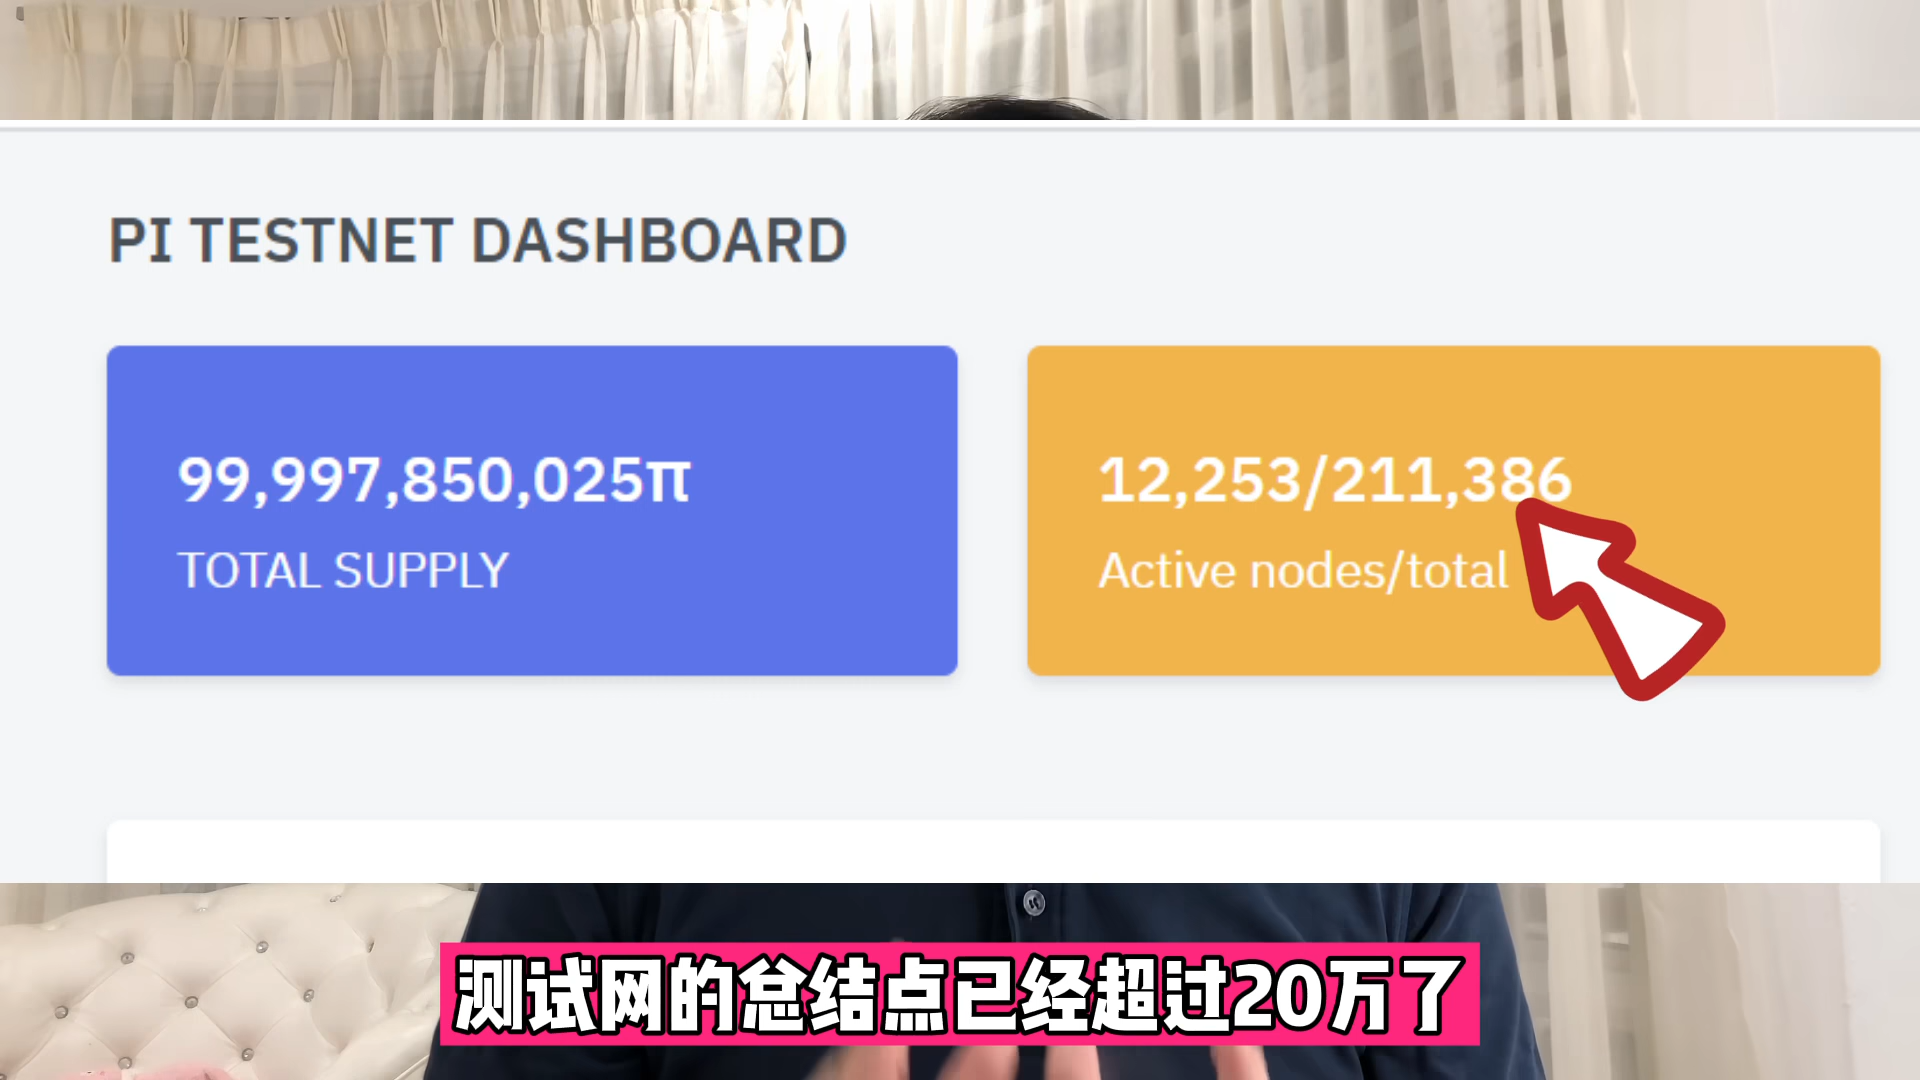 PI TESTNET DASHBOARD
99,997,850,025π
TOTAL SUPPLY
12,253/211,386
Active nodes/total
测试网的总结点已经超过20万了